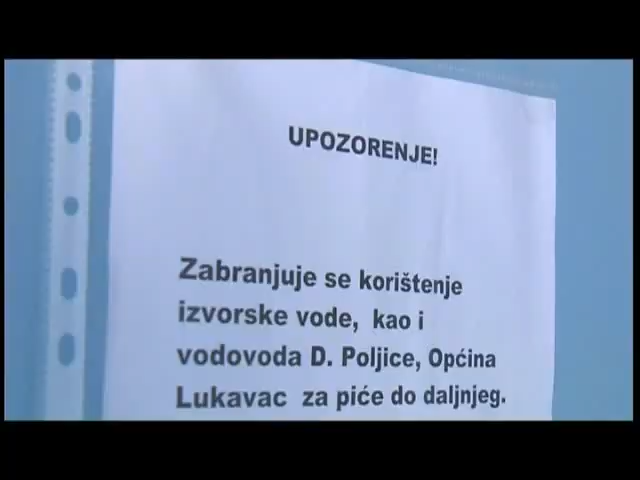 UPOZORENJE!
Zabranjuje se korištenje
izvorske vode, kao i
vodovoda D. Poljice, Općina
Lukavac za piće do daljnjeg.